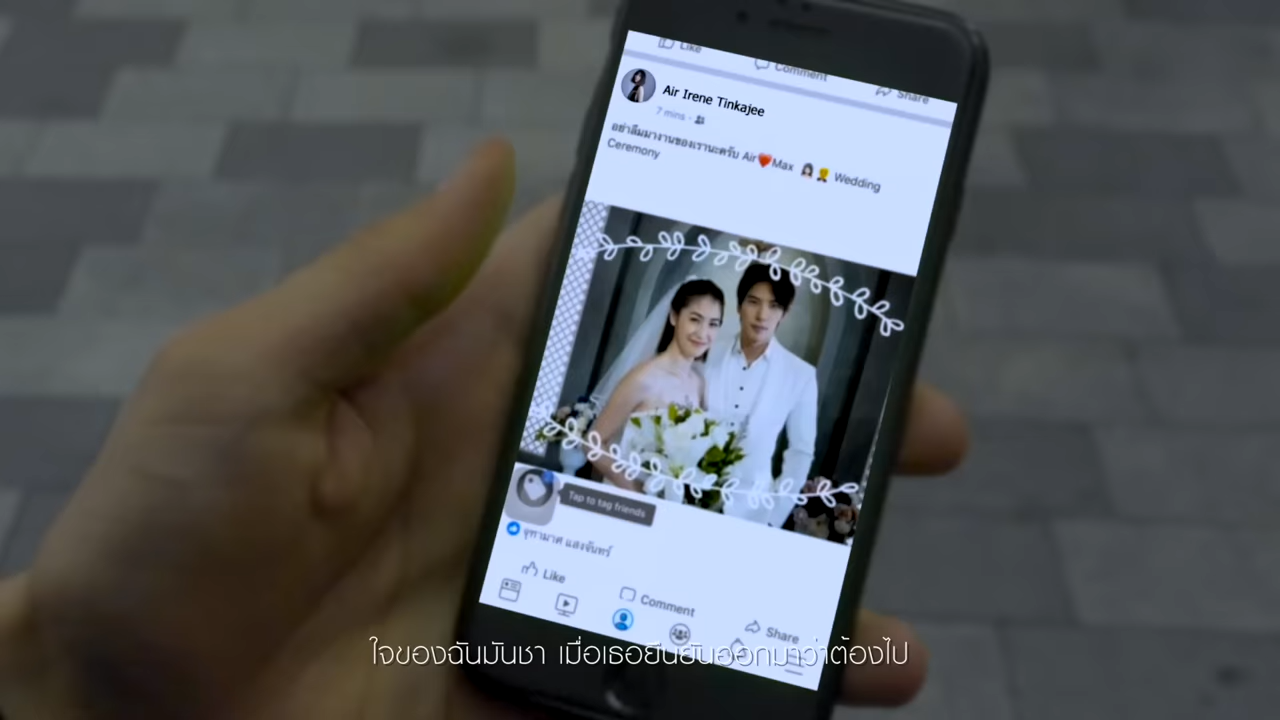 Like
Comment
Share
Air Irene Tinkajee
7 mins ·
อย่าลืมมางานของเรานะครับ Air❤️Max 👰🤵 Wedding
Ceremony
Tap to tag friends
จุฑามาศ แสงจันทร์
Like
Comment
Share
ใจของฉันมันชา เมื่อเธอยืนยันออกมาว่าต้องไป